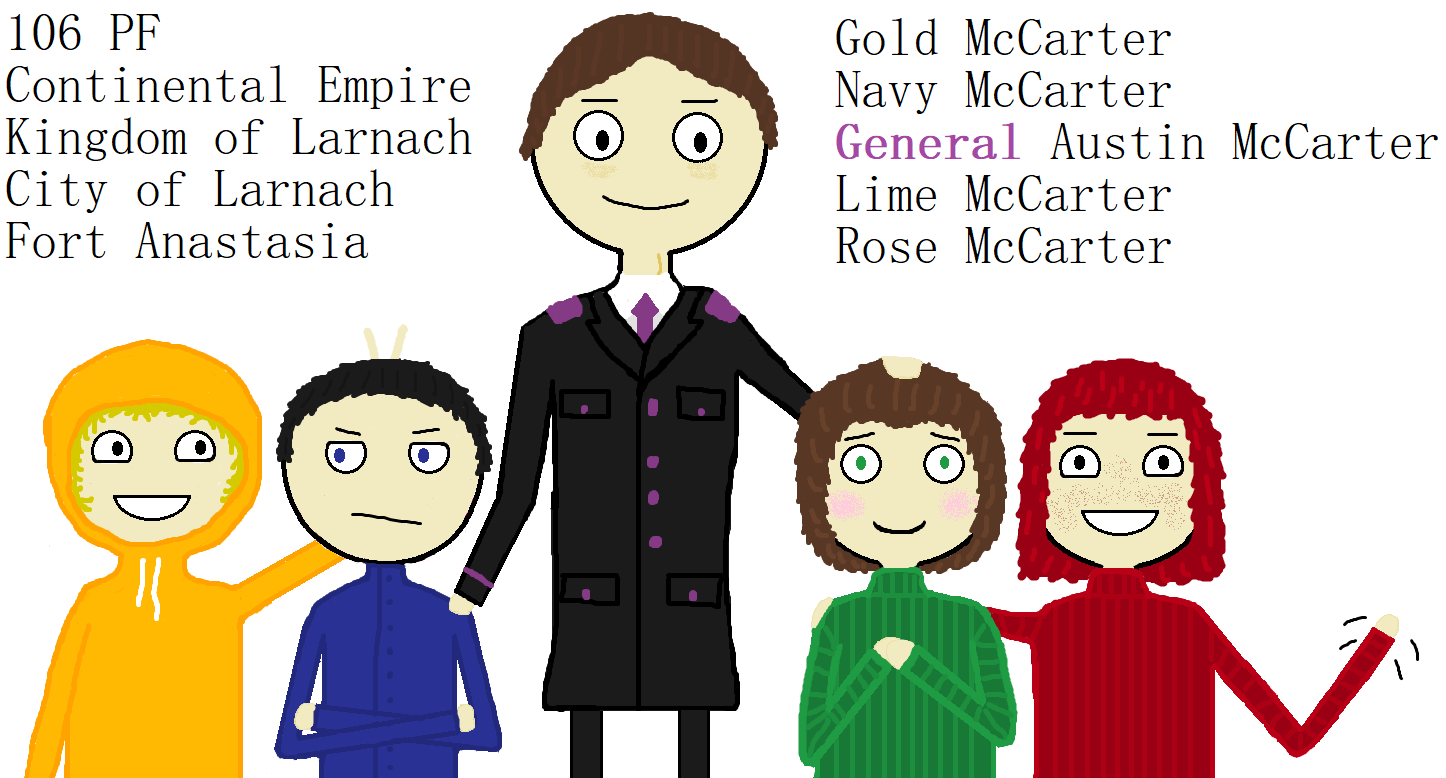 106 PF
Continental Empire
Kingdom of Larnach
City of Larnach
Fort Anastasia
Gold McCarter
Navy McCarter
General Austin McCarter
Lime McCarter
Rose McCarter